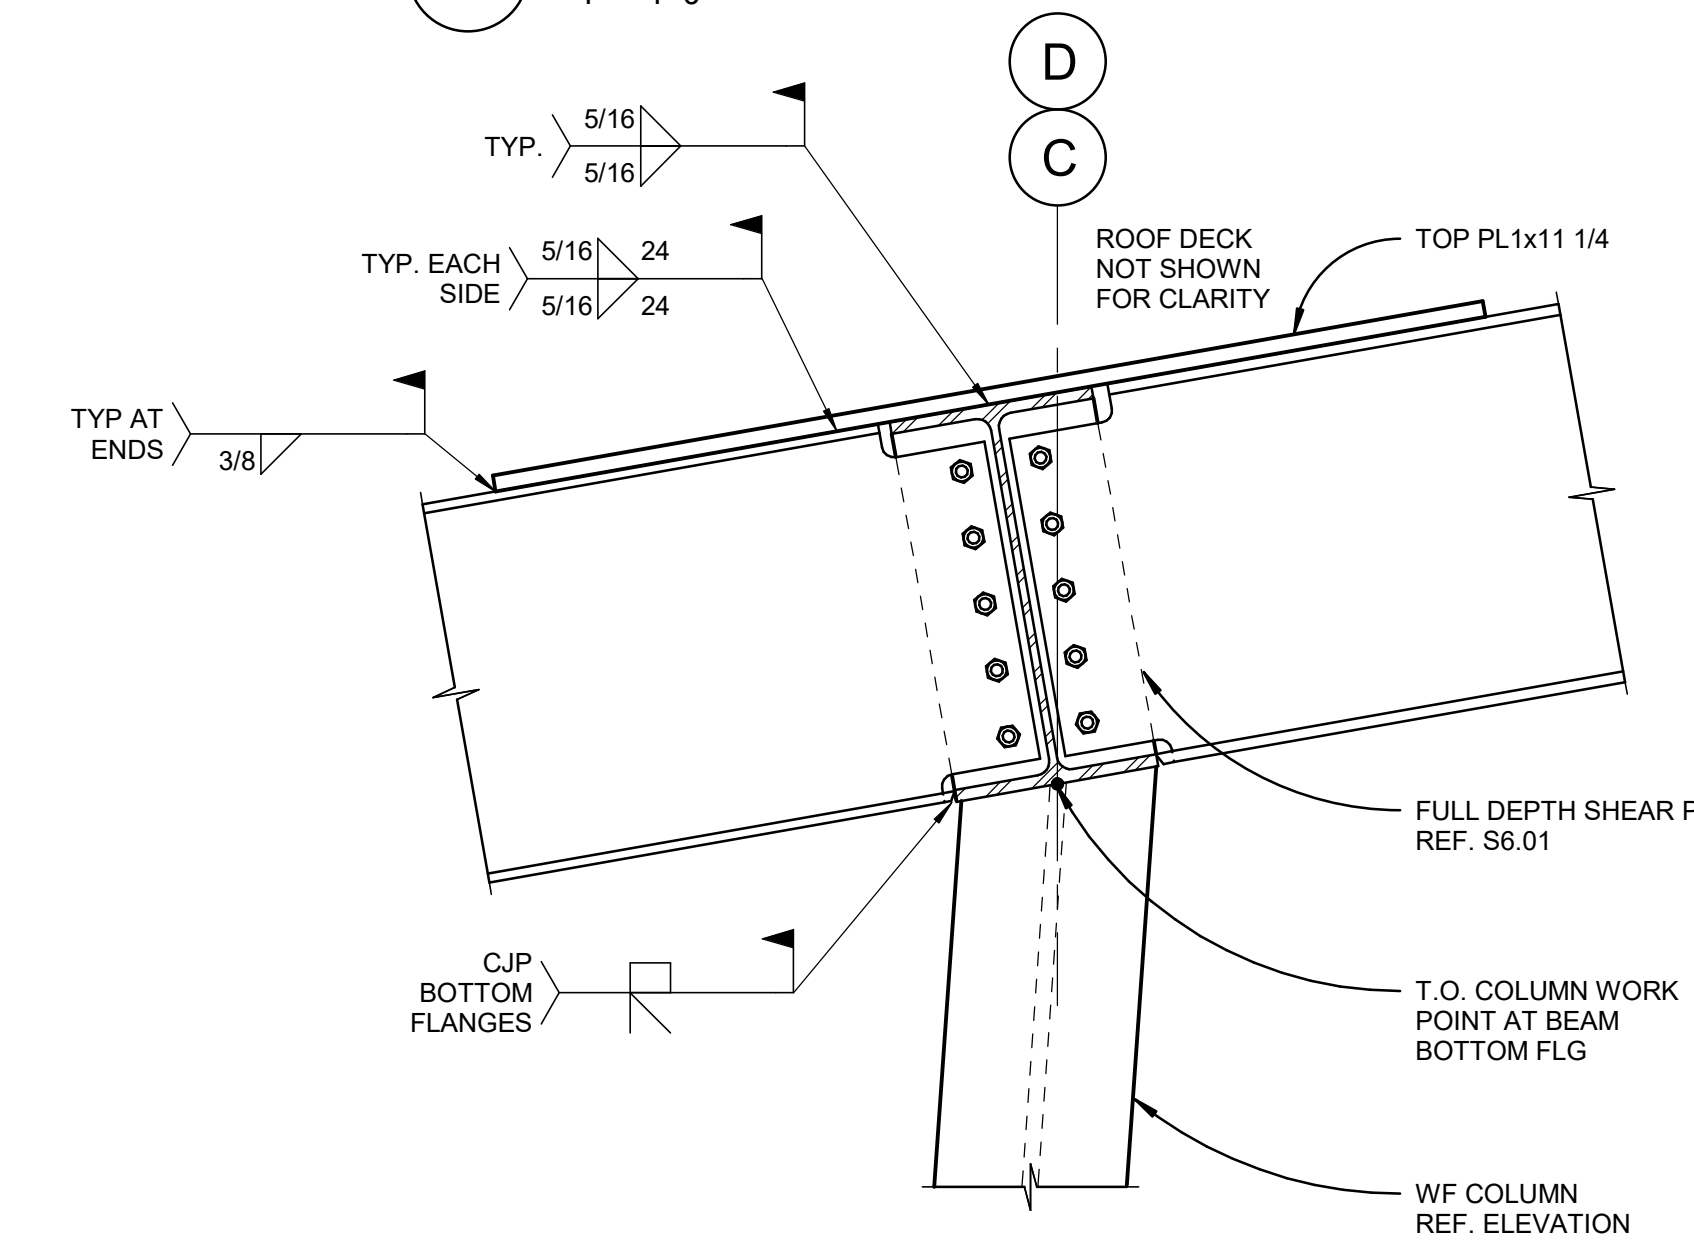 D
C
5/16
TYP.
5/16
TYP. EACH
SIDE
5/16 24
5/16 24
ROOF DECK
NOT SHOWN
FOR CLARITY
TOP PL1x11 1/4
TYP AT
ENDS
3/8
FULL DEPTH SHEAR
REF. S6.01
CJP
BOTTOM
FLANGES
T.O. COLUMN WORK
POINT AT BEAM
BOTTOM FLG
WF COLUMN
REF. ELEVATION